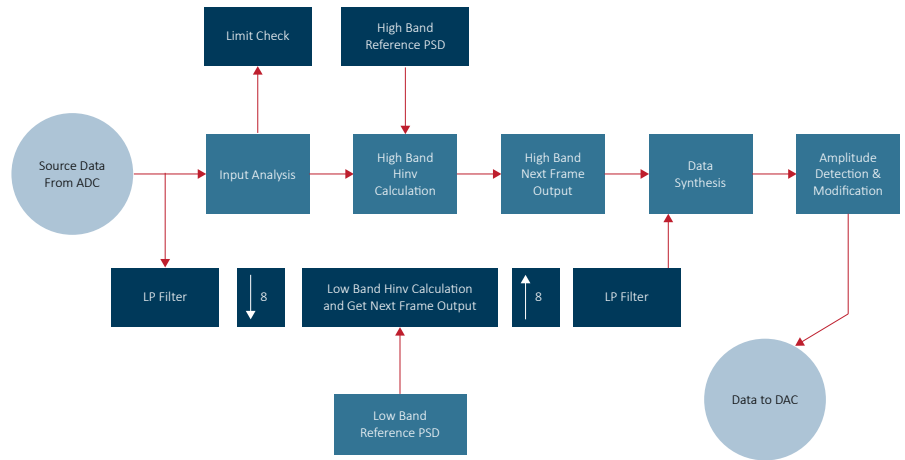 Limit Check
High Band
Reference PSD
Source Data
From ADC
Input Analysis
High Band
Hinv
Calculation
High Band
Next Frame
Output
Data
Synthesis
Amplitude
Detection &
Modification
LP Filter
8
Low Band Hinv Calculation
and Get Next Frame Output
8
LP Filter
Low Band
Reference PSD
Data to DAC